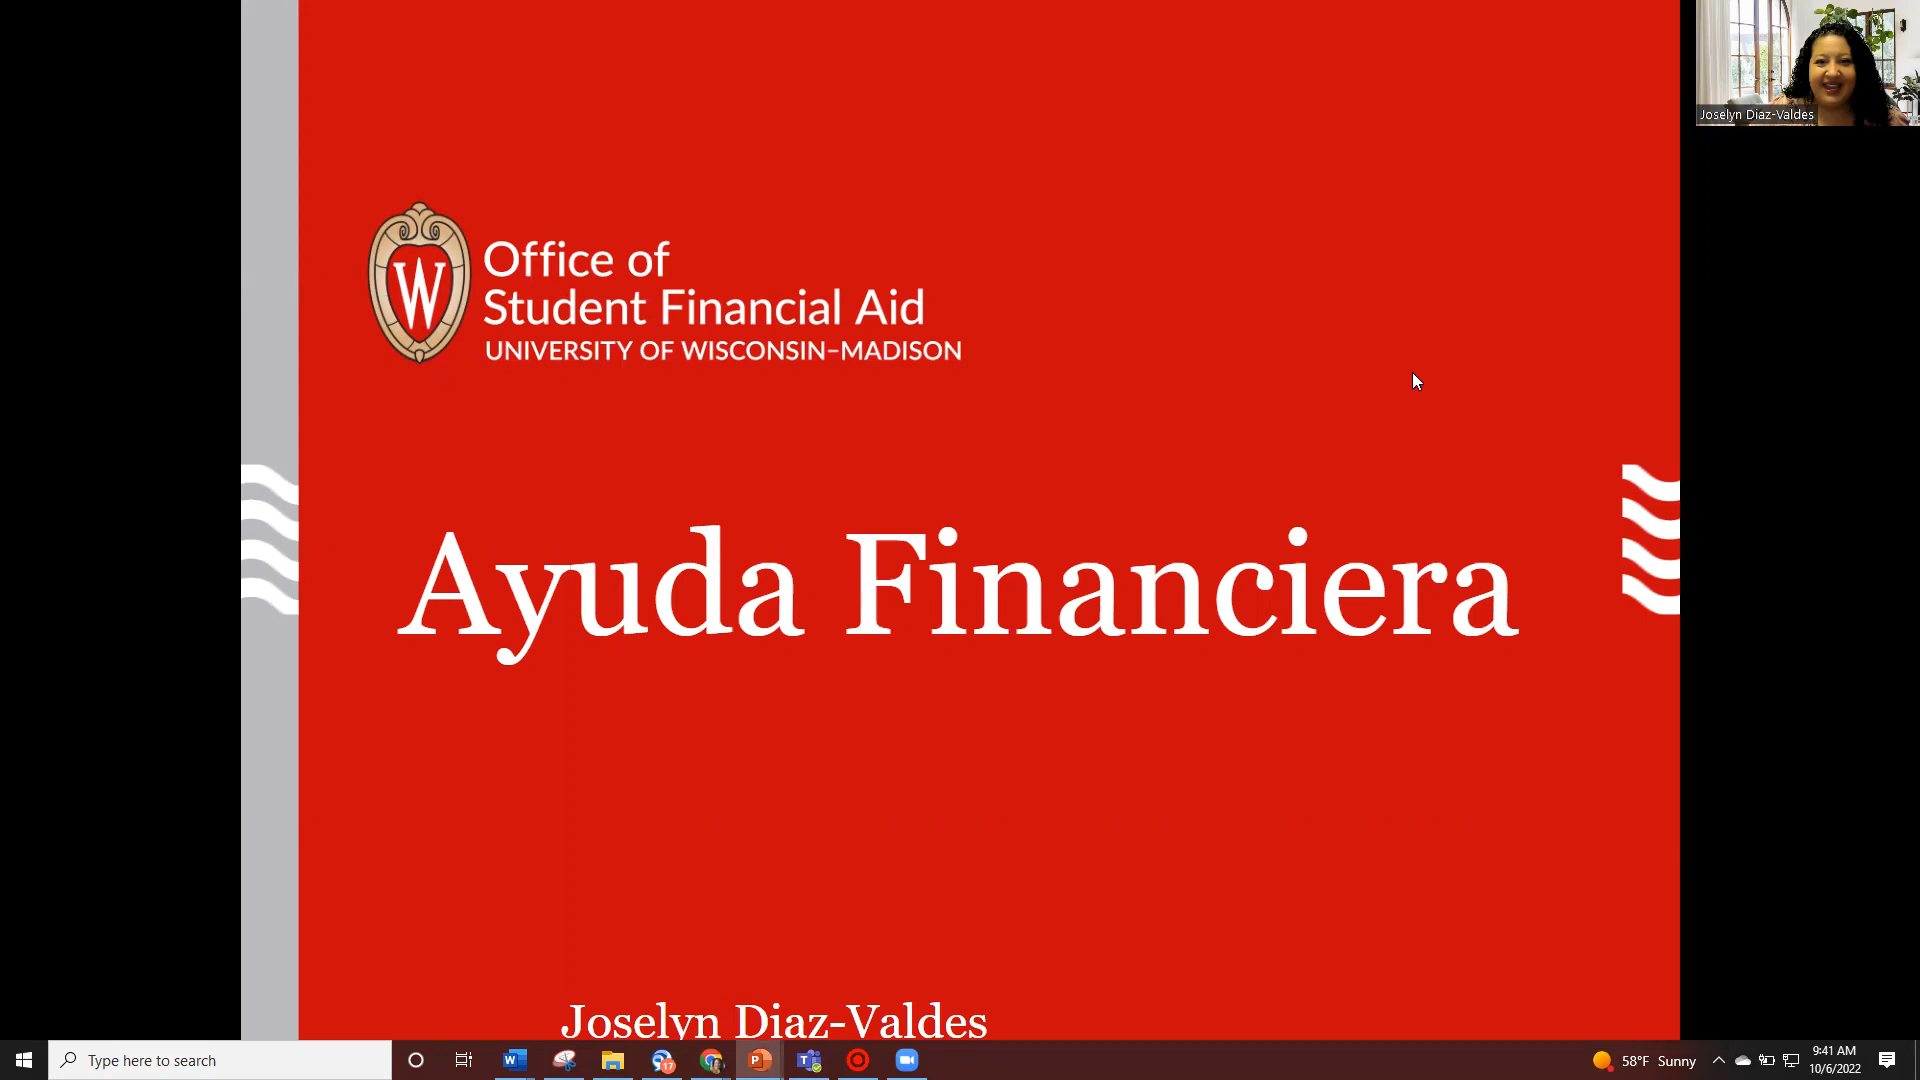 Joselyn Diaz-Valdes
W
Office of
Student Financial Aid
UNIVERSITY OF WISCONSIN–MADISON
Ayuda Financiera
Joselyn Diaz-Valdes
Type here to search
W
17
P
T
58°F Sunny
9:41 AM
10/6/2022